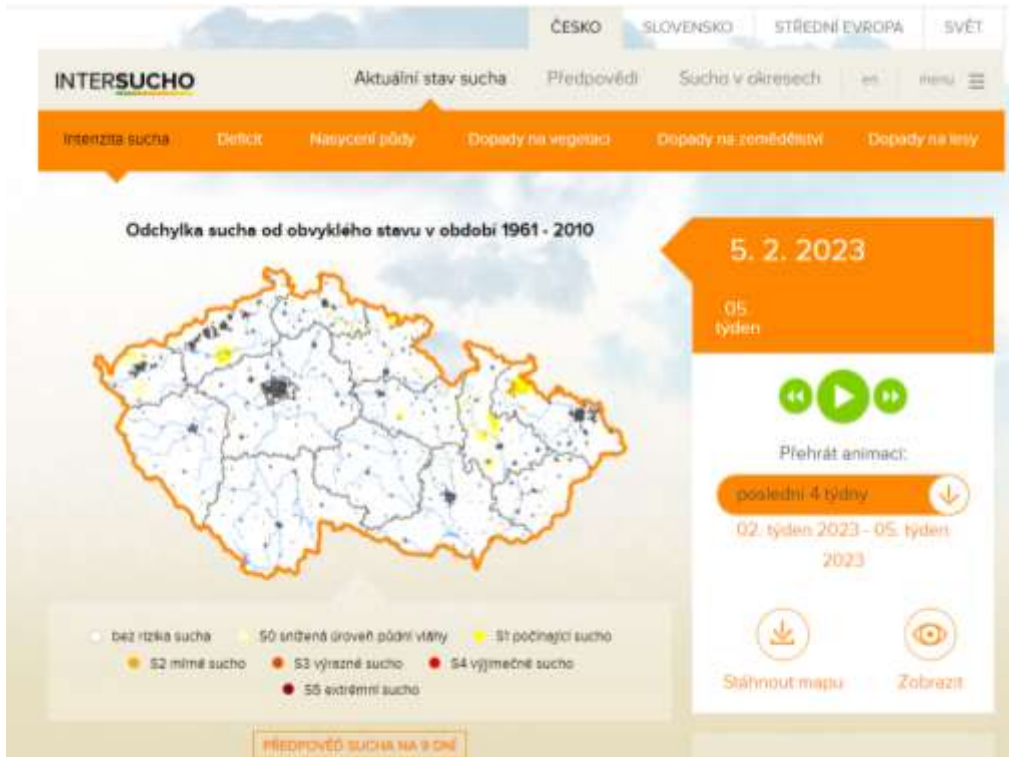 ČESKO SLOVENSKO STŘEDNÍ EVROPA SVĚT
INTERSUCHO Aktuální stav sucha Předpovědi Sucho v okresech en menu
Intenzita sucha Deficit Nasycení půdy Dopady na vegetaci Dopady na zemědělství Dopady na lesy
Odchylka sucha od obvyklého stavu v období 1961 - 2010
5. 2. 2023
05.
týden
Přehrát animaci:
poslední 4 týdny
02. týden 2023 - 05. týden
2023
bez rizika sucha S0 snížená úroveň půdní vláhy S1 počínající sucho
S2 mírné sucho S3 výrazné sucho S4 výjimečné sucho
S5 extrémní sucho
Stáhnout mapu Zobrazit
PŘEDPOVĚĎ SUCHA NA 9 DNÍ